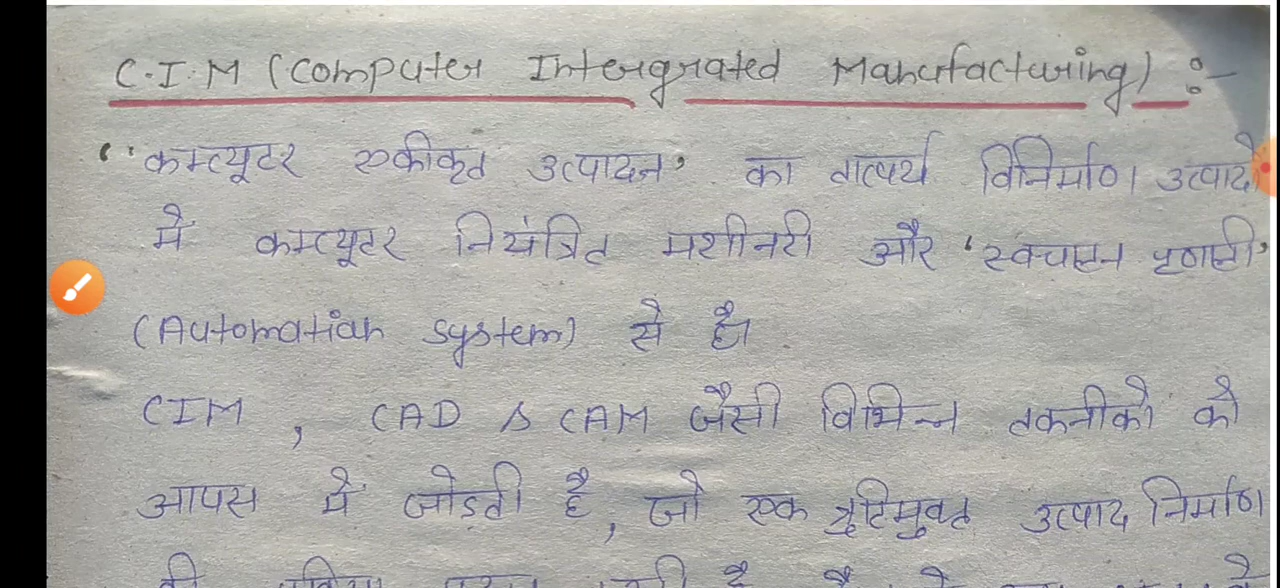 C.I.M (Computer Intergrated Manufacturing) :-
“कम्प्यूटर एकीकृत उत्पादन’ का तात्पर्य विनिर्माण उत्पादो
मे कम्प्यूटर नियंत्रित मशीनरी और ‘स्वचालन प्रणाली’
(Automation system) से है।
CIM , CAD & CAM जैसी विभिन्न तकनीको को
आपस मे जोड़ती है, जो एक त्रुटिमुक्त उत्पाद निर्माण